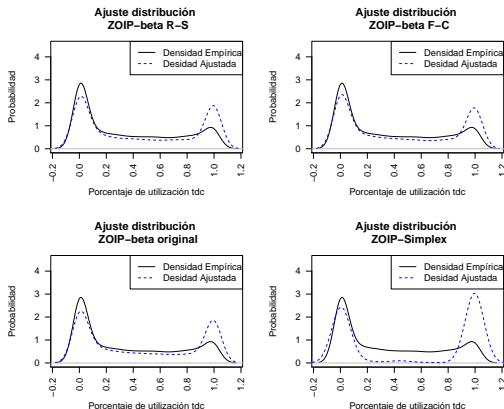 Ajuste distribución
ZOIP-beta R-S
Densidad Empírica
Desidad Ajustada
Probabilidad
4
3
2
1
0
-0.2
0.0
0.2
0.4
0.6
0.8
1.0
1.2
Porcentaje de utilización tdc
Ajuste distribución
ZOIP-beta F-C
Densidad Empírica
Desidad Ajustada
Probabilidad
4
3
2
1
0
-0.2
0.0
0.2
0.4
0.6
0.8
1.0
1.2
Porcentaje de utilización tdc
Ajuste distribución
ZOIP-beta original
Densidad Empírica
Desidad Ajustada
Probabilidad
4
3
2
1
0
-0.2
0.0
0.2
0.4
0.6
0.8
1.0
1.2
Porcentaje de utilización tdc
Ajuste distribución
ZOIP-Simplex
Densidad Empírica
Desidad Ajustada
Probabilidad
4
3
2
1
0
-0.2
0.0
0.2
0.4
0.6
0.8
1.0
1.2
Porcentaje de utilización tdc